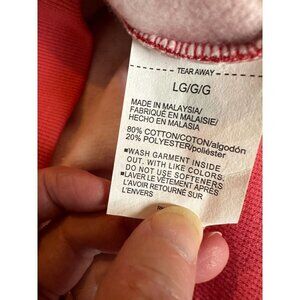 TEAR AWAY
LG/G/G
MADE IN MALAYSIA/
FABRIQUÉ EN MALAISIE/
HECHO EN MALASIA
80% COTTON/COTON/algodón
20% POLYESTER/poliéster
▪WASH GARMENT INSIDE
OUT. WITH LIKE COLORS.
DO NOT USE SOFTENERS
▪LAVER LE VÊTEMENT APRÈS
L'AVOIR RETOURNÉ SUR
L'ENVERS